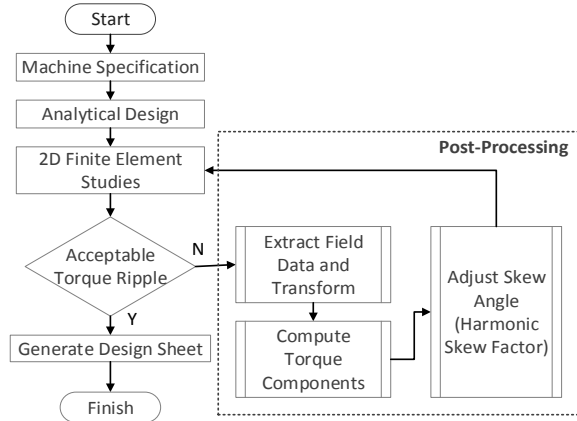 Start
Machine Specification
Analytical Design
2D Finite Element
Studies
Acceptable
Torque Ripple
N
Y
Generate Design Sheet
Finish
Post-Processing
Extract Field
Data and
Transform
Compute
Torque
Components
Adjust Skew
Angle
(Harmonic
Skew Factor)